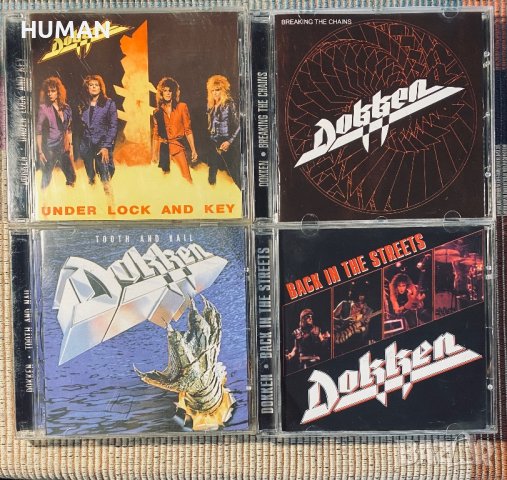 HUMAN
Dokken
DOKKEN · UNDER LOCK AND KEY
UNDER LOCK AND KEY
BREAKING THE CHAINS
Dokken
DOKKEN • BREAKING THE CHAINS
TOOTH AND NAIL
Dokken
DOKKEN · TOOTH AND NAIL
BACK IN THE STREETS
Dokken
DOKKEN · BACK IN THE STREETS